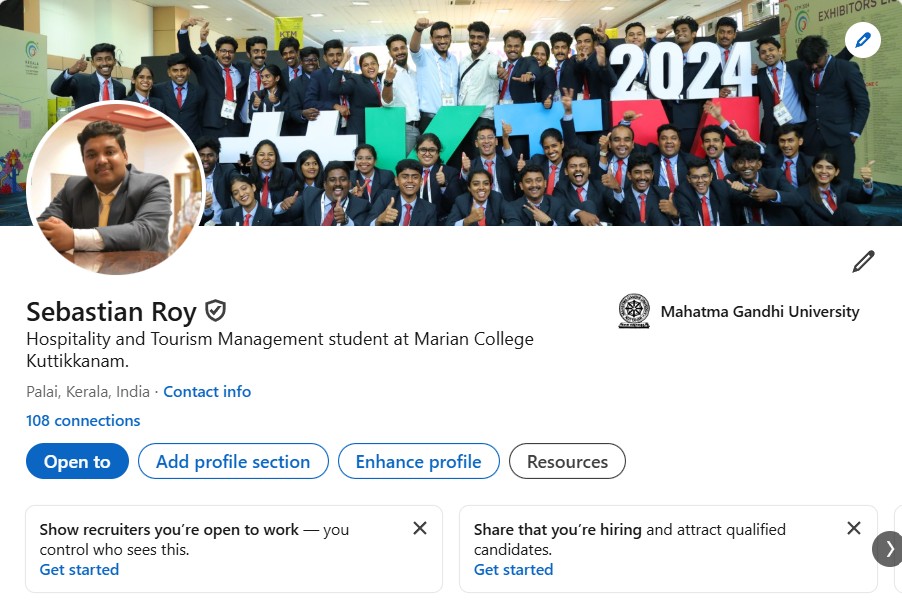 KTM
EXHIBITORS
2024
#KTM
Sebastian Roy
Mahatma Gandhi University
Hospitality and Tourism Management student at Marian College
Kuttikkanam.
Palai, Kerala, India · Contact info
108 connections
Open to
Add profile section
Enhance profile
Resources
Show recruiters you're open to work — you
control who sees this.
Get started
Share that you're hiring and attract qualified
candidates.
Get started